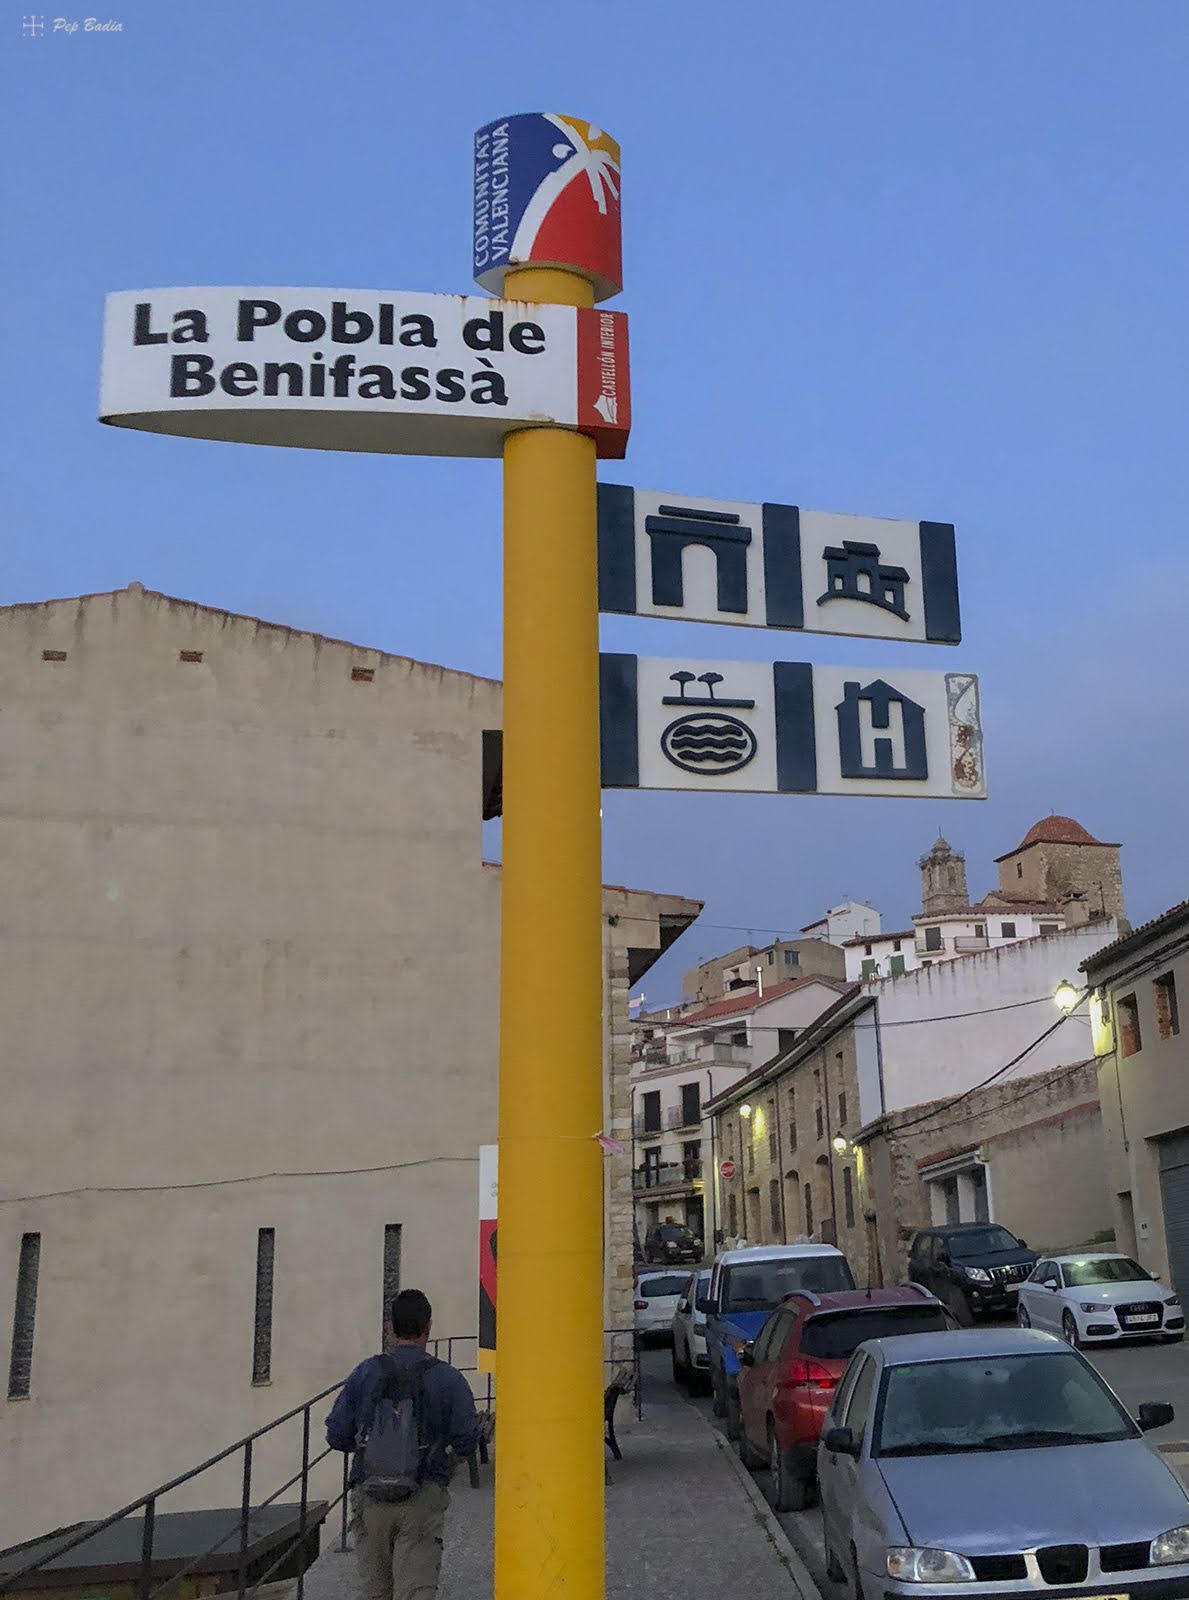 Pep Badia
COMUNITAT
VALENCIANA
La Pobla de
Benifassà
CASTELLÓN INTERIOR
H